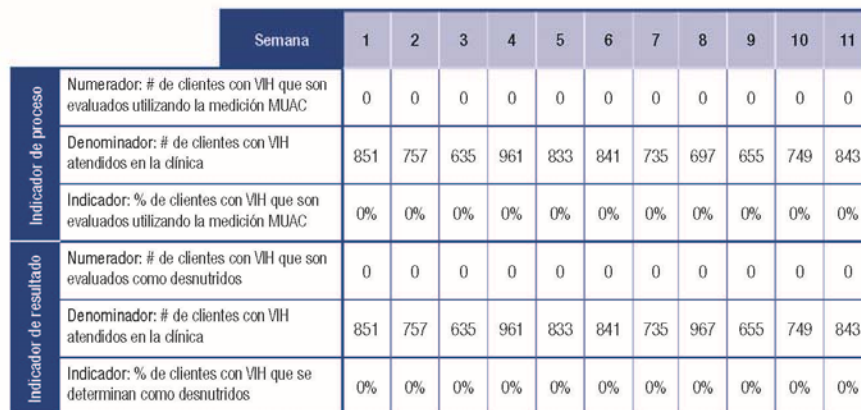 Semana 1 2 3 4 5 6 7 8 9 10 11
Indicador de proceso
Numerador: # de clientes con VIH que son
evaluados utilizando la medición MUAC
0 0 0 0 0 0 0 0 0 0 0
Denominador: # de clientes con VIH
atendidos en la clínica
851 757 635 961 833 841 735 697 655 749 843
Indicador: % de clientes con VIH que son
evaluados utilizando la medición MUAC
0% 0% 0% 0% 0% 0% 0% 0% 0% 0% 0%
Indicador de resultado
Numerador: # de clientes con VIH que son
evaluados como desnutridos
0 0 0 0 0 0 0 0 0 0 0
Denominador: # de clientes con VIH
atendidos en la clínica
851 757 635 961 833 841 735 967 655 749 843
Indicador: % de clientes con VIH que se
determinan como desnutridos
0% 0% 0% 0% 0% 0% 0% 0% 0% 0% 0%